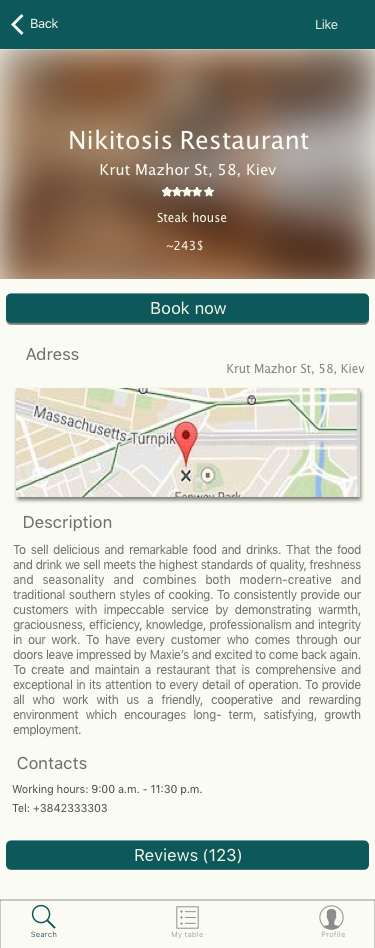 Back
Like
Nikitosis Restaurant
Krut Mazhor St, 58, Kiev
Steak house
~243$
Book now
Adress
Krut Mazhor St, 58, Kiev
Massachusetts Turnpik
Fenway Park
Description
To sell delicious and remarkable food and drinks. That the food
and drink we sell meets the highest standards of quality, freshness
and seasonality and combines both modern-creative and
traditional southern styles of cooking. To consistently provide our
customers with impeccable service by demonstrating warmth,
graciousness, efficiency, knowledge, professionalism and integrity
in our work. To have every customer who comes through our
doors leave impressed by Maxie's and excited to come back again.
To create and maintain a restaurant that is comprehensive and
exceptional in its attention to every detail of operation. To provide
all who work with us a friendly, cooperative and rewarding
environment which encourages long- term, satisfying, growth
employment.
Contacts
Working hours: 9:00 a.m. - 11:30 p.m.
Tel: +3842333303
Reviews (123)
Search
My table
Profile